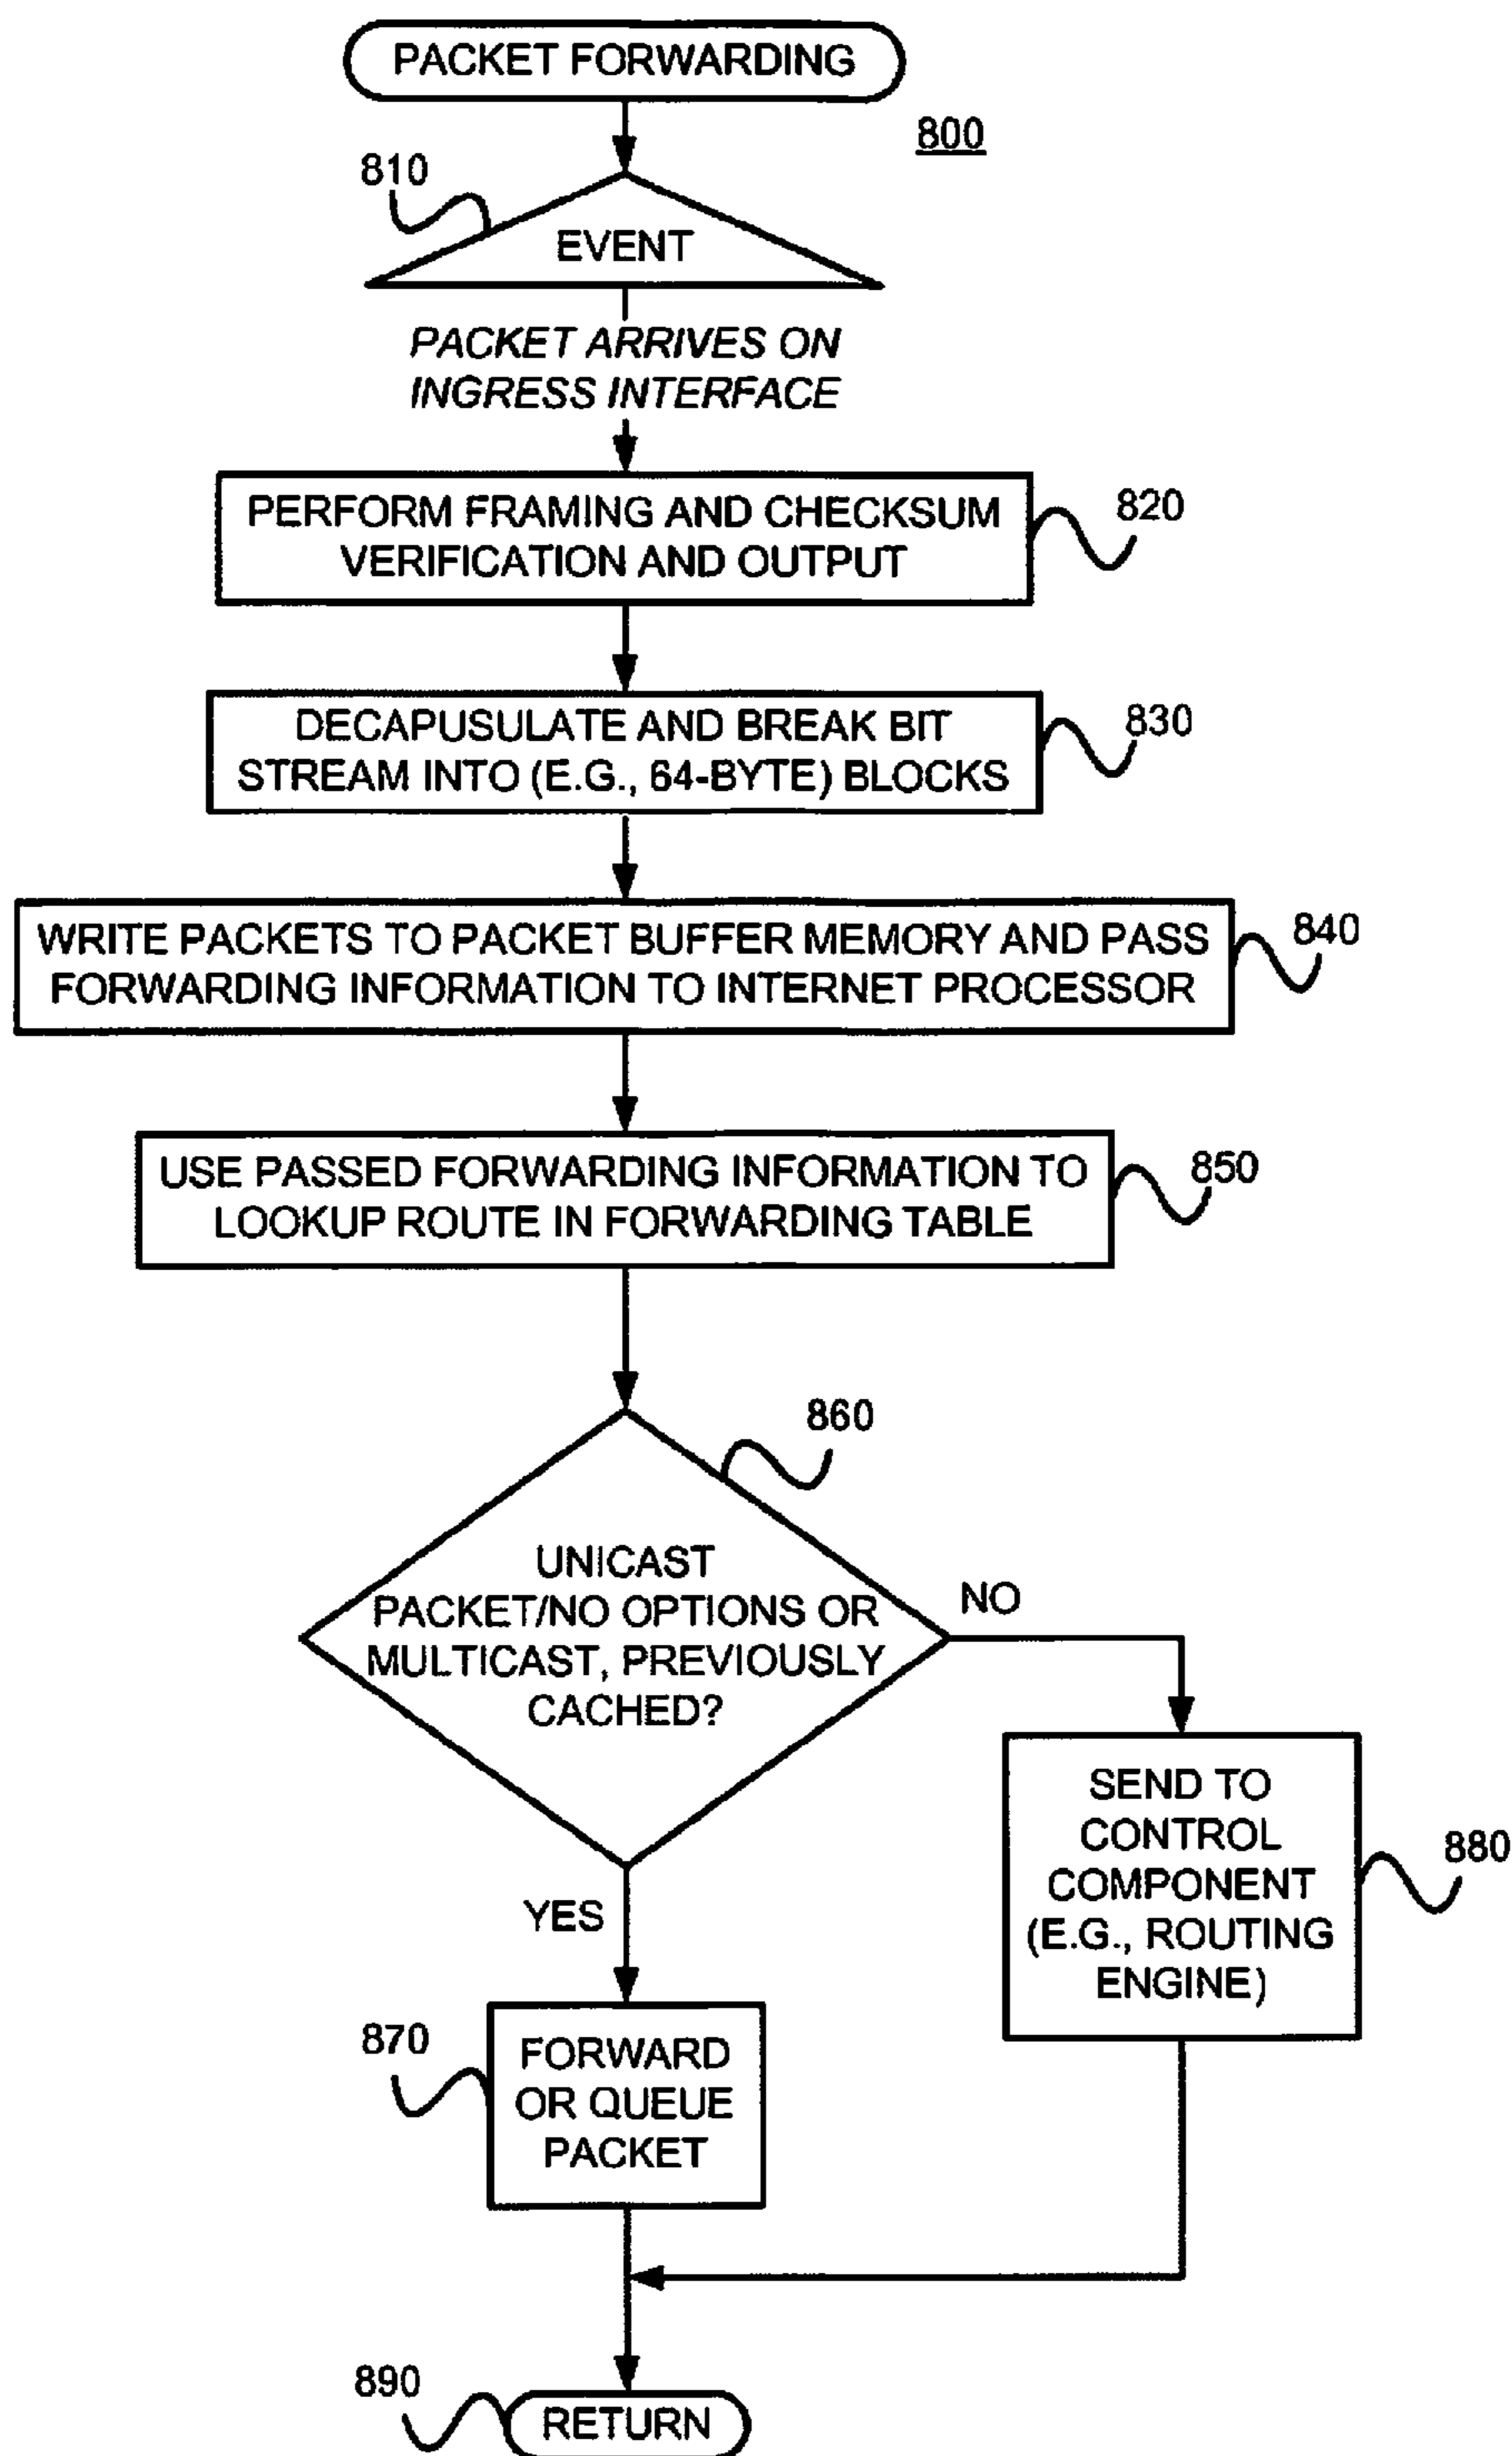 PACKET FORWARDING
800
810
EVENT
PACKET ARRIVES ON
INGRESS INTERFACE
PERFORM FRAMING AND CHECKSUM
VERIFICATION AND OUTPUT
820
DECAPUSULATE AND BREAK BIT
STREAM INTO (E.G., 64-BYTE) BLOCKS
830
WRITE PACKETS TO PACKET BUFFER MEMORY AND PASS
FORWARDING INFORMATION TO INTERNET PROCESSOR
840
USE PASSED FORWARDING INFORMATION TO
LOOKUP ROUTE IN FORWARDING TABLE
850
860
UNICAST
PACKET/NO OPTIONS OR
MULTICAST, PREVIOUSLY
CACHED?
NO
SEND TO
CONTROL
COMPONENT
(E.G., ROUTING
ENGINE)
880
YES
870
FORWARD
OR QUEUE
PACKET
890
RETURN